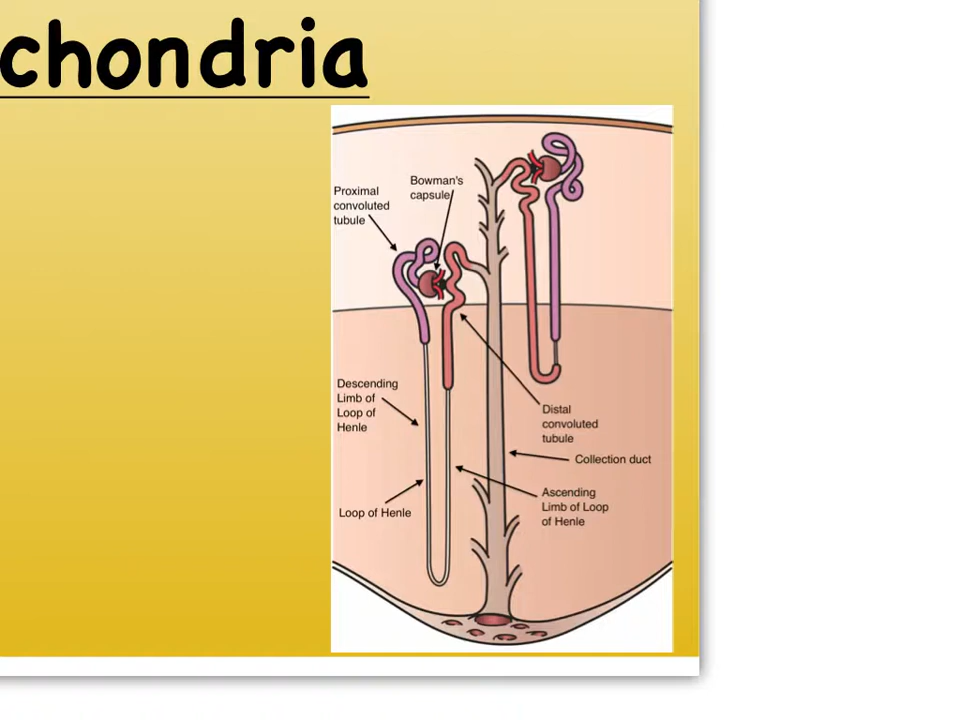 chondria
Bowman's
capsule
Proximal
convoluted
tubule
Descending
Limb of
Loop of
Henle
Distal
convoluted
tubule
Collection duct
Ascending
Limb of Loop
of Henle
Loop of Henle